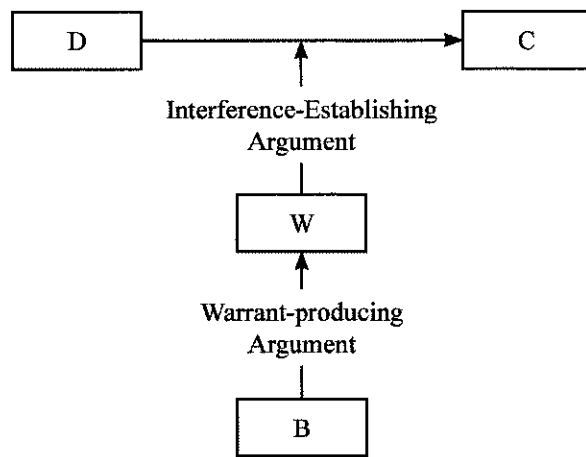 D
C
Interference-Establishing
Argument
W
Warrant-producing
Argument
B